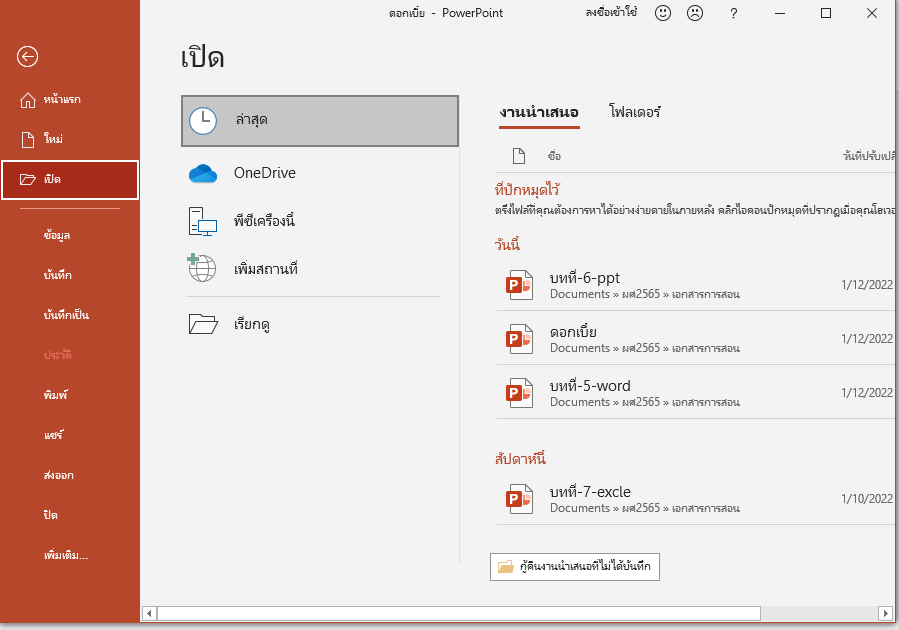 ดอกเบี้ย - PowerPoint
ลงชื่อเข้าใช้
?
หน้าแรก
ใหม่
เปิด
ข้อมูล
บันทึก
บันทึกเป็น
ประวัติ
พิมพ์
แชร์
ส่งออก
ปิด
เพิ่มเติม...
เปิด
ล่าสุด
OneDrive
พีซีเครื่องนี้
เพิ่มสถานที่
เรียกดู
งานนำเสนอ โฟลเดอร์
ชื่อ วันที่ปรับเปลี่
ที่ปักหมุดไว้
ตรึงไฟล์ที่คุณต้องการหาได้อย่างง่ายดายในภายหลัง คลิกไอคอนปักหมุดที่ปรากฏเมื่อคุณโฮเวอ
วันนี้
บทที่-6-ppt
Documents » ผศ2565 » เอกสารการสอน
1/12/2022
ดอกเบี้ย
Documents » ผศ2565 » เอกสารการสอน
1/12/2022
บทที่-5-word
Documents » ผศ2565 » เอกสารการสอน
1/12/2022
สัปดาห์นี้
บทที่-7-excle
Documents » ผศ2565 » เอกสารการสอน
1/10/2022
กู้คืนงานนำเสนอที่ไม่ได้บันทึก